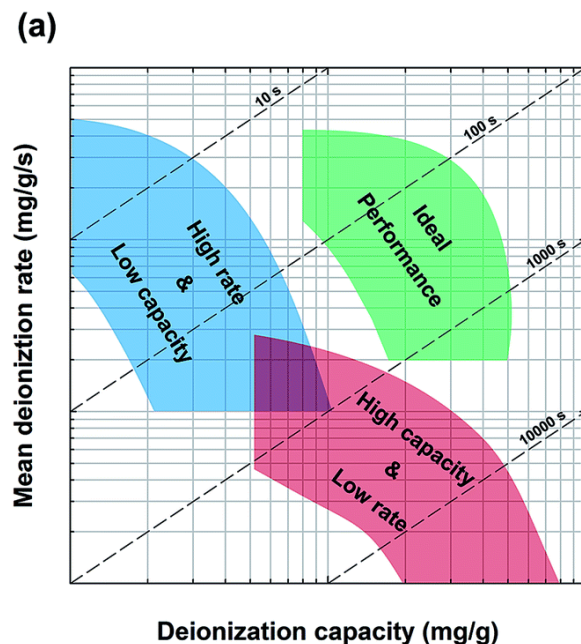 (a)
Mean deioniztion rate (mg/g/s)
10 s
100 s
1000 s
10000 s
High rate
&
Low capacity
Ideal
Performance
High capacity
&
Low rate
Deionization capacity (mg/g)